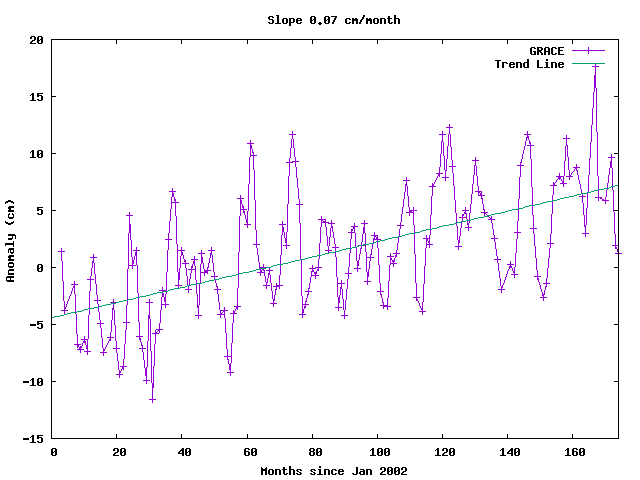 Slope 0.07 cm/month
GRACE
Trend Line
20
15
10
5
0
-5
-10
-15
Anomaly (cm)
0 20 40 60 80 100 120 140 160
Months since Jan 2002